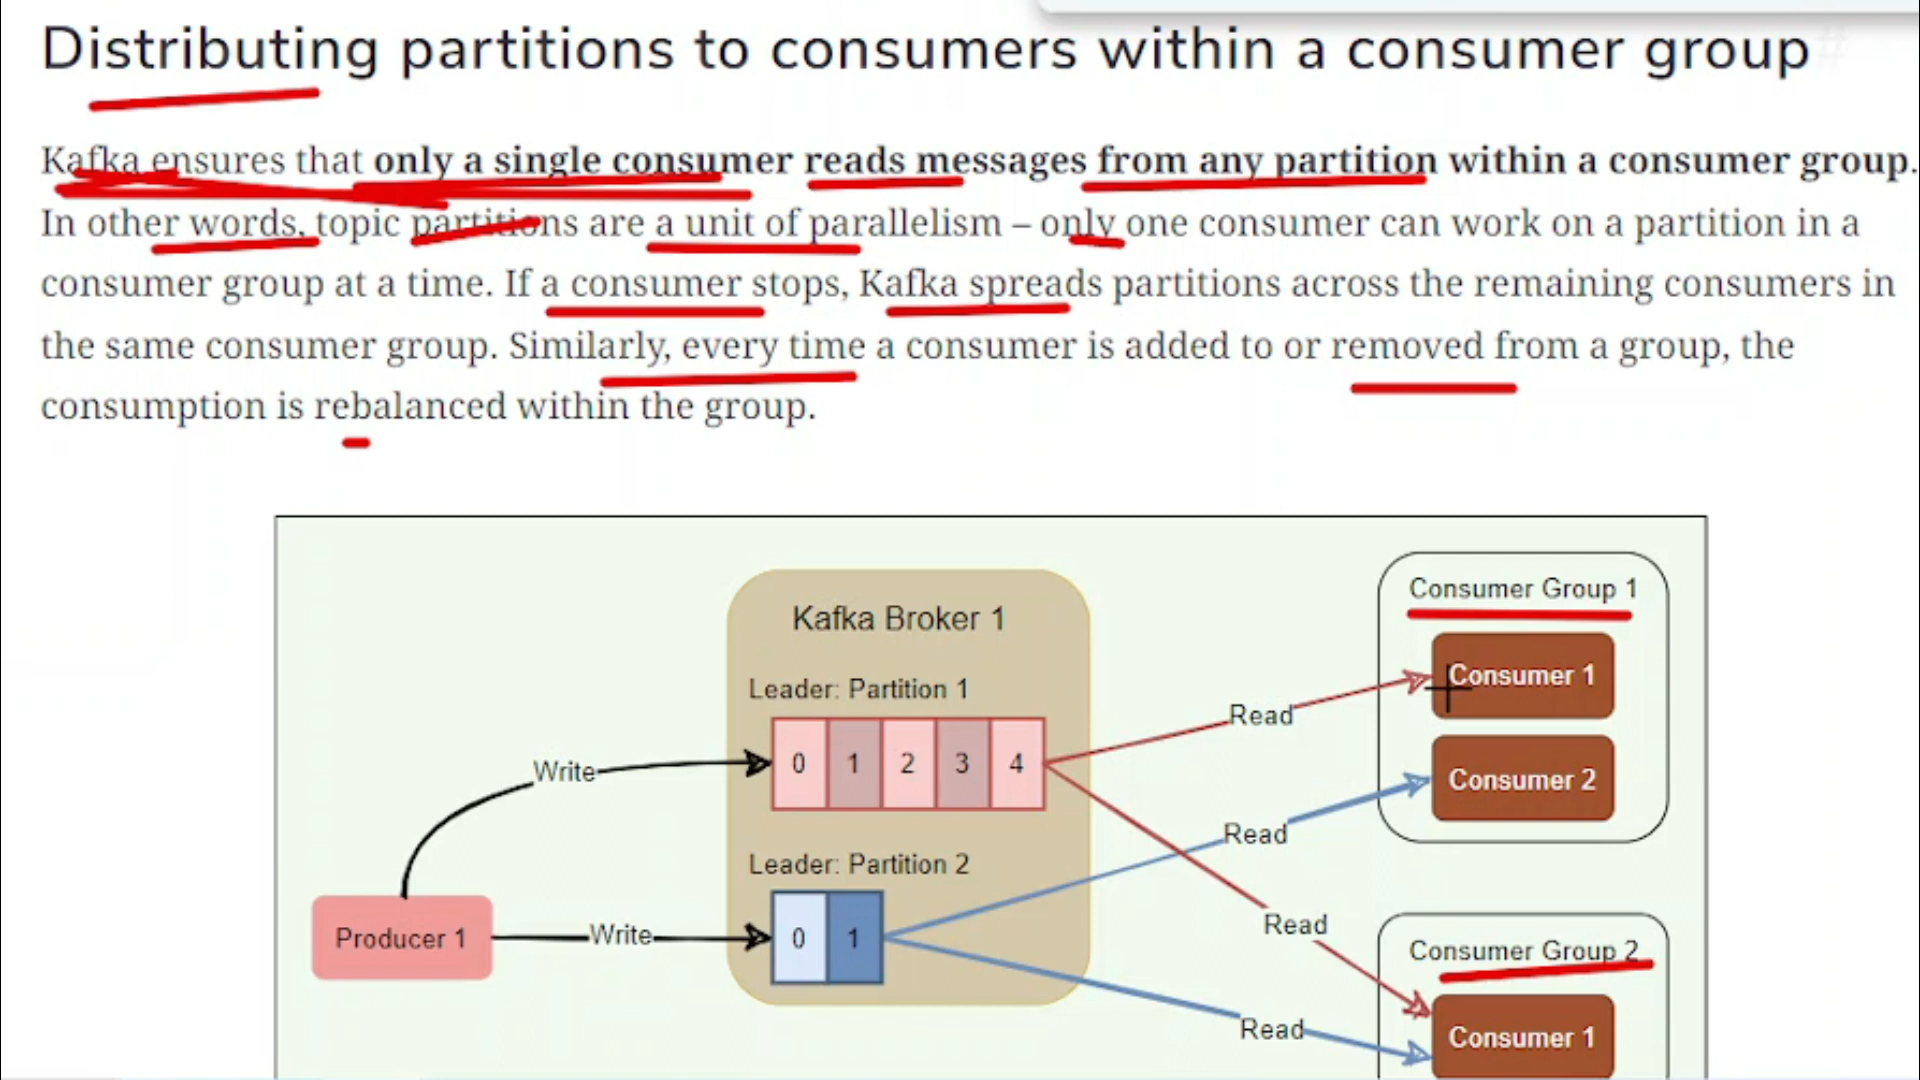 Distributing partitions to consumers within a consumer group#
Kafka ensures that only a single consumer reads messages from any partition within a consumer group.
In other words, topic partitions are a unit of parallelism – only one consumer can work on a partition in a
consumer group at a time. If a consumer stops, Kafka spreads partitions across the remaining consumers in
the same consumer group. Similarly, every time a consumer is added to or removed from a group, the
consumption is rebalanced within the group.
Consumer Group 1
Kafka Broker 1
Consumer 1
Leader: Partition 1
Read
0 1 2 3 4
Write
Consumer 2
Read
Leader: Partition 2
Read
Producer 1
Write
0 1
Consumer Group 2
Read
Consumer 1